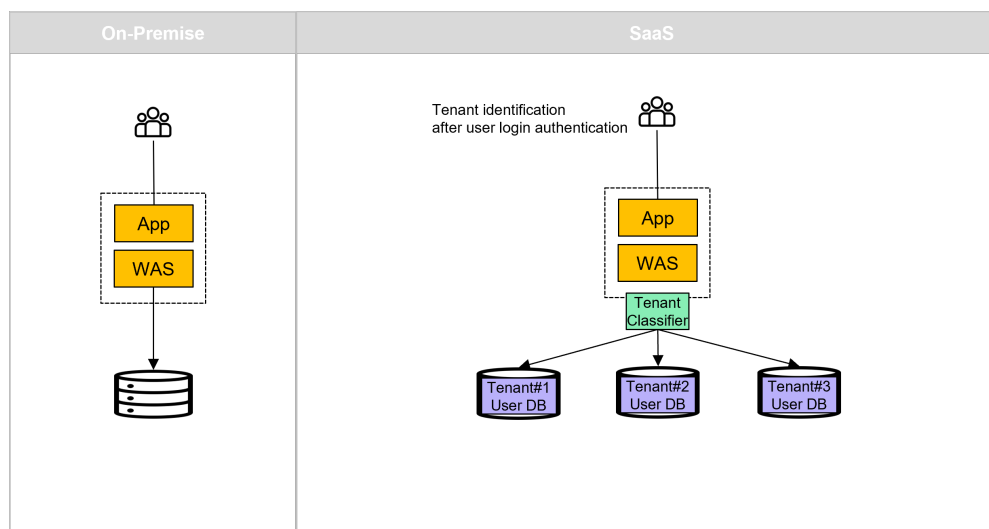 On-Premise
SaaS
Tenant identification
after user login authentication
App
WAS
App
WAS
Tenant
Classifier
Tenant#1
User DB
Tenant#2
User DB
Tenant#3
User DB